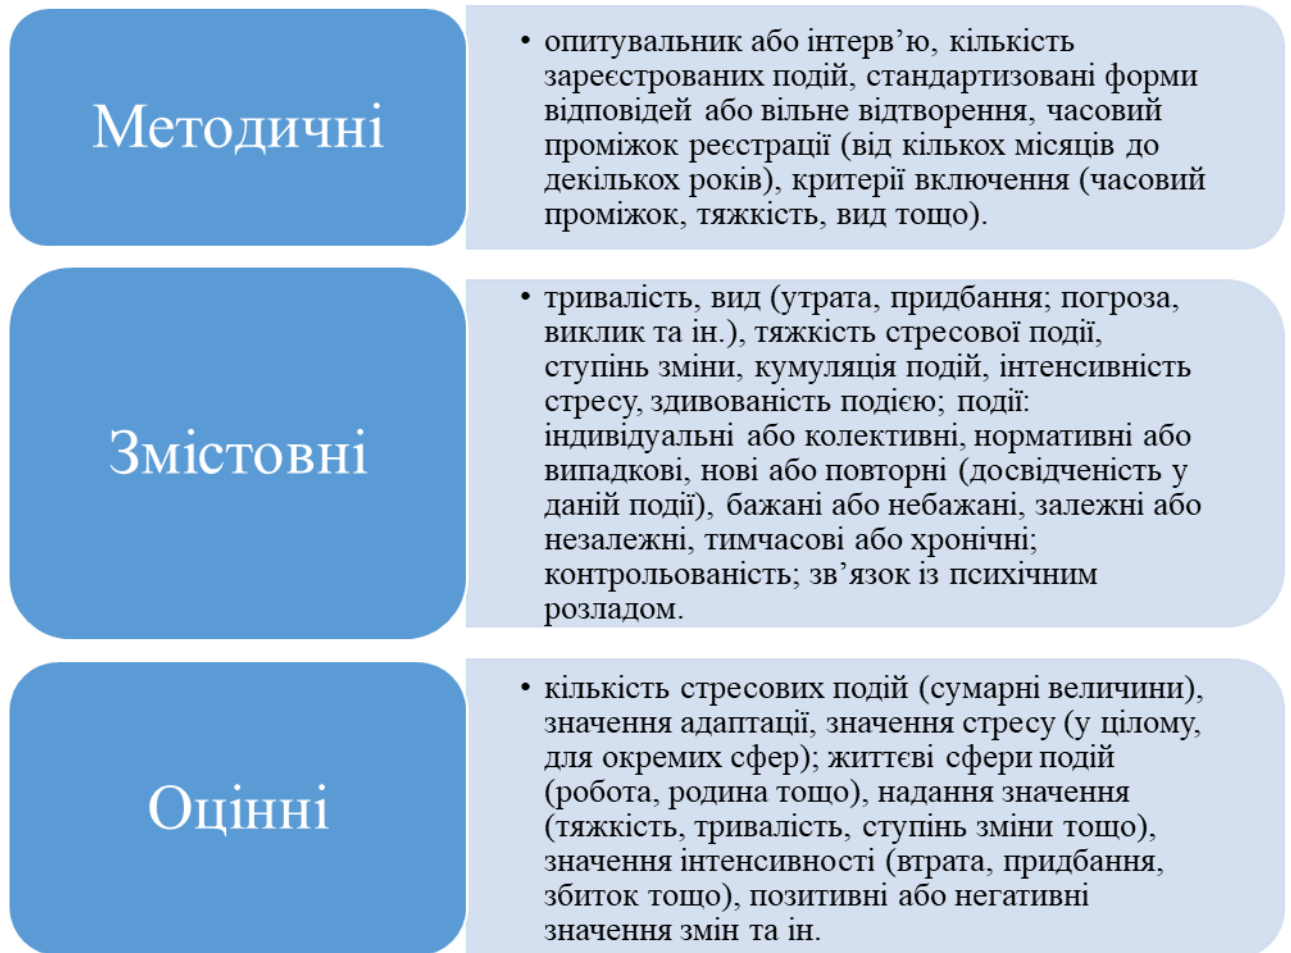 Методичні
• опитувальник або інтерв’ю, кількість
зареєстрованих подій, стандартизовані форми
відповідей або вільне відтворення, часовий
проміжок реєстрації (від кількох місяців до
декількох років), критерії включення (часовий
проміжок, тяжкість, вид тощо).
Змістовні
• тривалість, вид (утрата, придбання; погроза,
виклик та ін.), тяжкість стресової події,
ступінь зміни, кумуляція подій, інтенсивність
стресу, здивованість подією; події:
індивідуальні або колективні, нормативні або
випадкові, нові або повторні (досвідченість у
даній події), бажані або небажані, залежні або
незалежні, тимчасові або хронічні;
контрольованість; зв’язок із психічним
розладом.
Оцінні
• кількість стресових подій (сумарні величини),
значення адаптації, значення стресу (у цілому,
для окремих сфер); життєві сфери подій
(робота, родина тощо), надання значення
(тяжкість, тривалість, ступінь зміни тощо),
значення інтенсивності (втрата, придбання,
збиток тощо), позитивні або негативні
значення змін та ін.